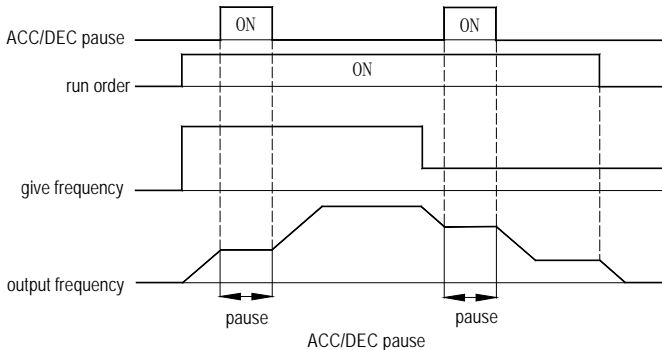 ON
ON
ACC/DEC pause
ON
run order
give frequency
output frequency
pause
pause
ACC/DEC pause